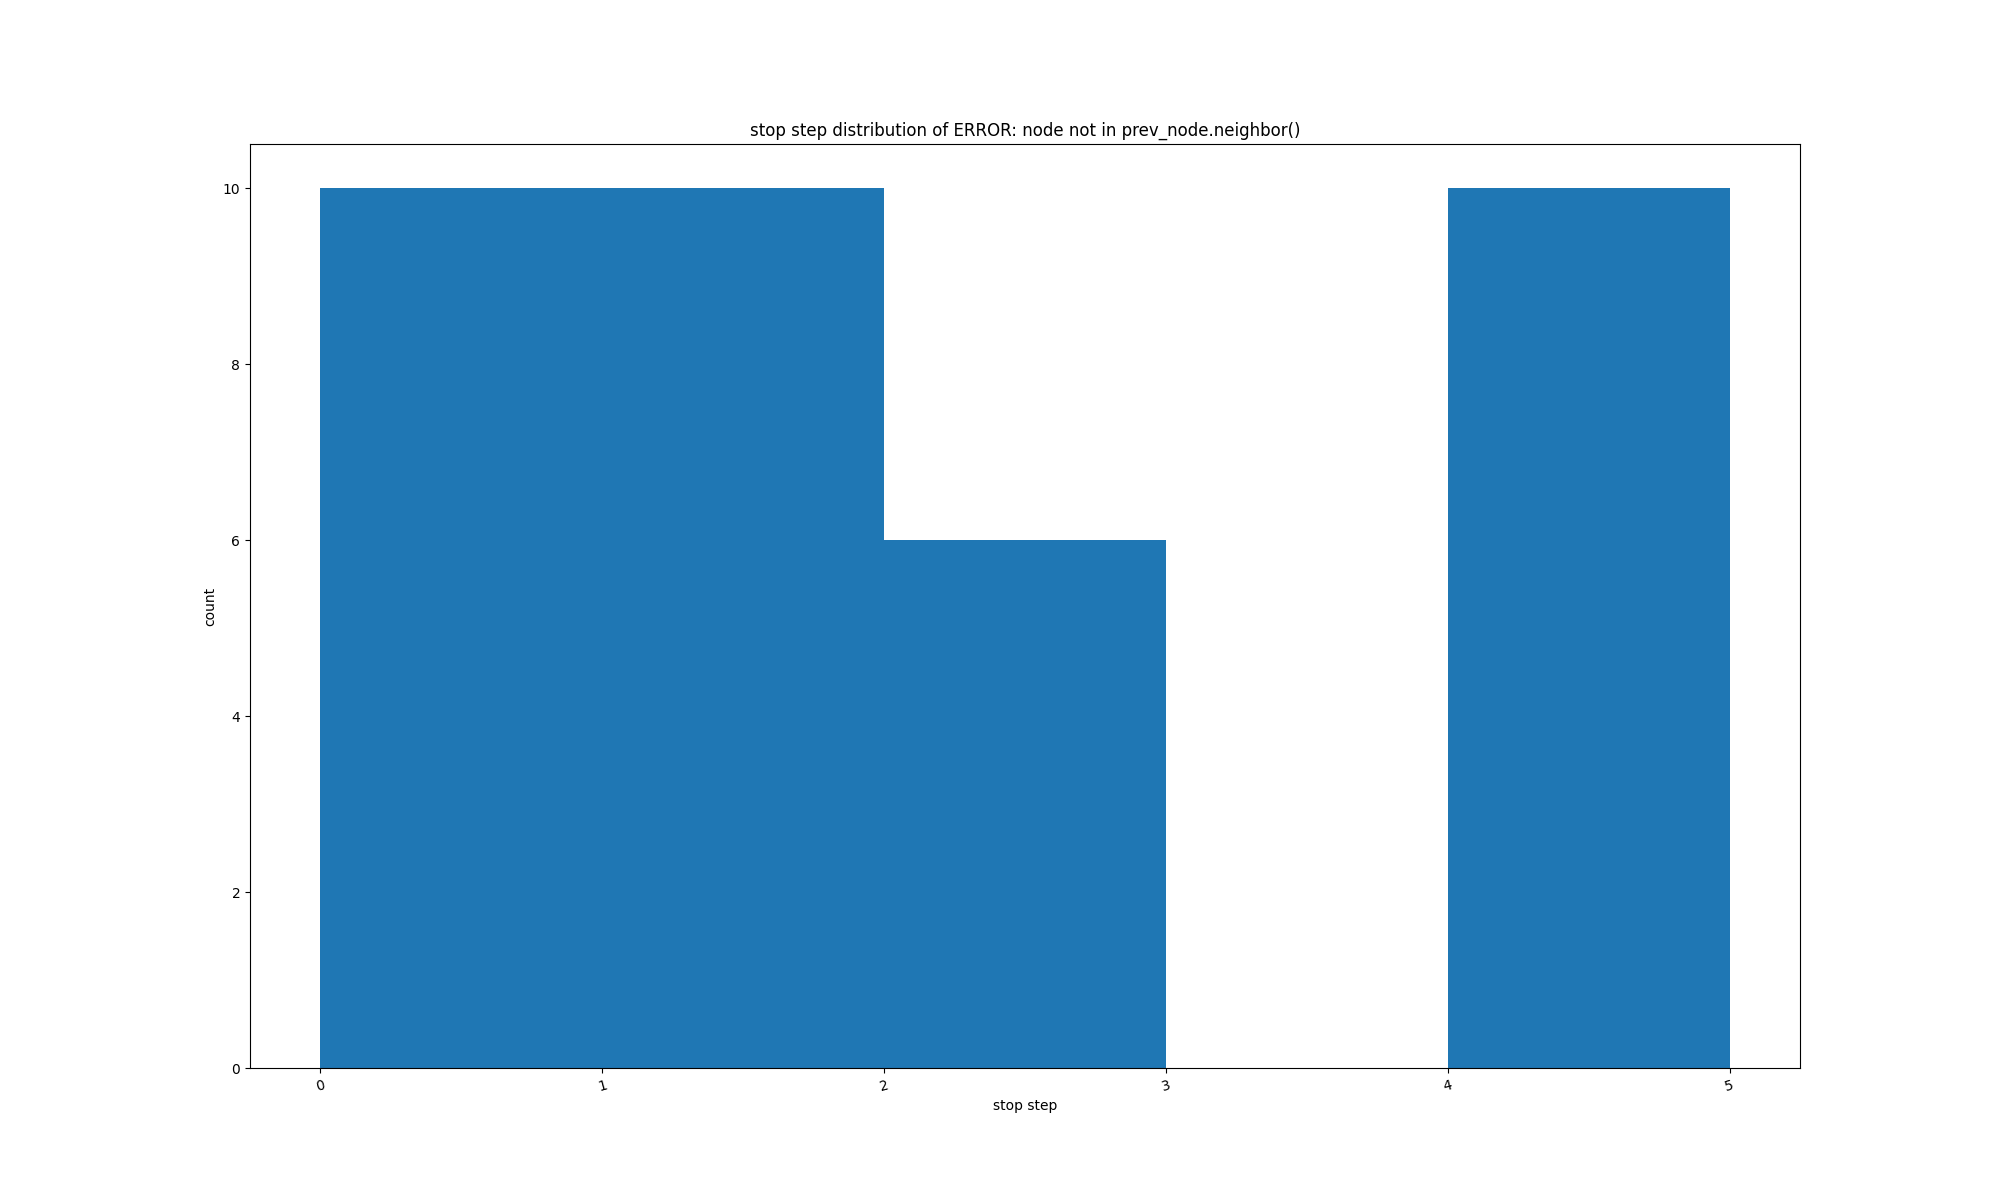 stop step distribution of ERROR: node not in prev_node.neighbor()
10
8
6
4
2
0
count
0 1 2 3 4 5
stop step